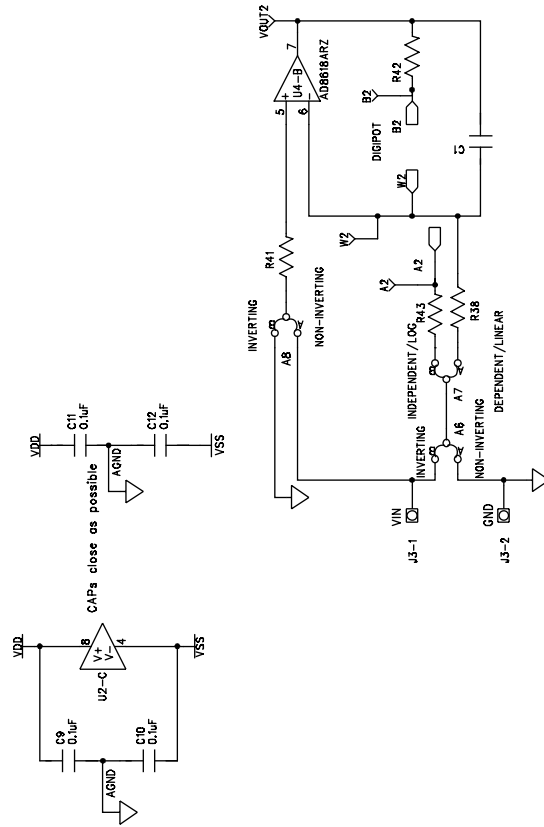 VDD
C9
0.1uF
8
V+
V-
4
U2-C
AGND
C10
0.1uF
VSS
CAPs close as possible
VDD
C11
0.1uF
AGND
C12
0.1uF
VSS
INVERTING
B
A
A8
NON-INVERTING
R41
5
6
+
-
U4-B
7
AD8618ARZ
VOUT2
VIN
J3-1
INVERTING
B
A
A6
NON-INVERTING
GND
J3-2
INDEPENDENT/LOG
B
A
A7
DEPENDENT/LINEAR
R43
R38
A2
A2
W2
W2
DIGIPOT
B2
B2
R42
C1